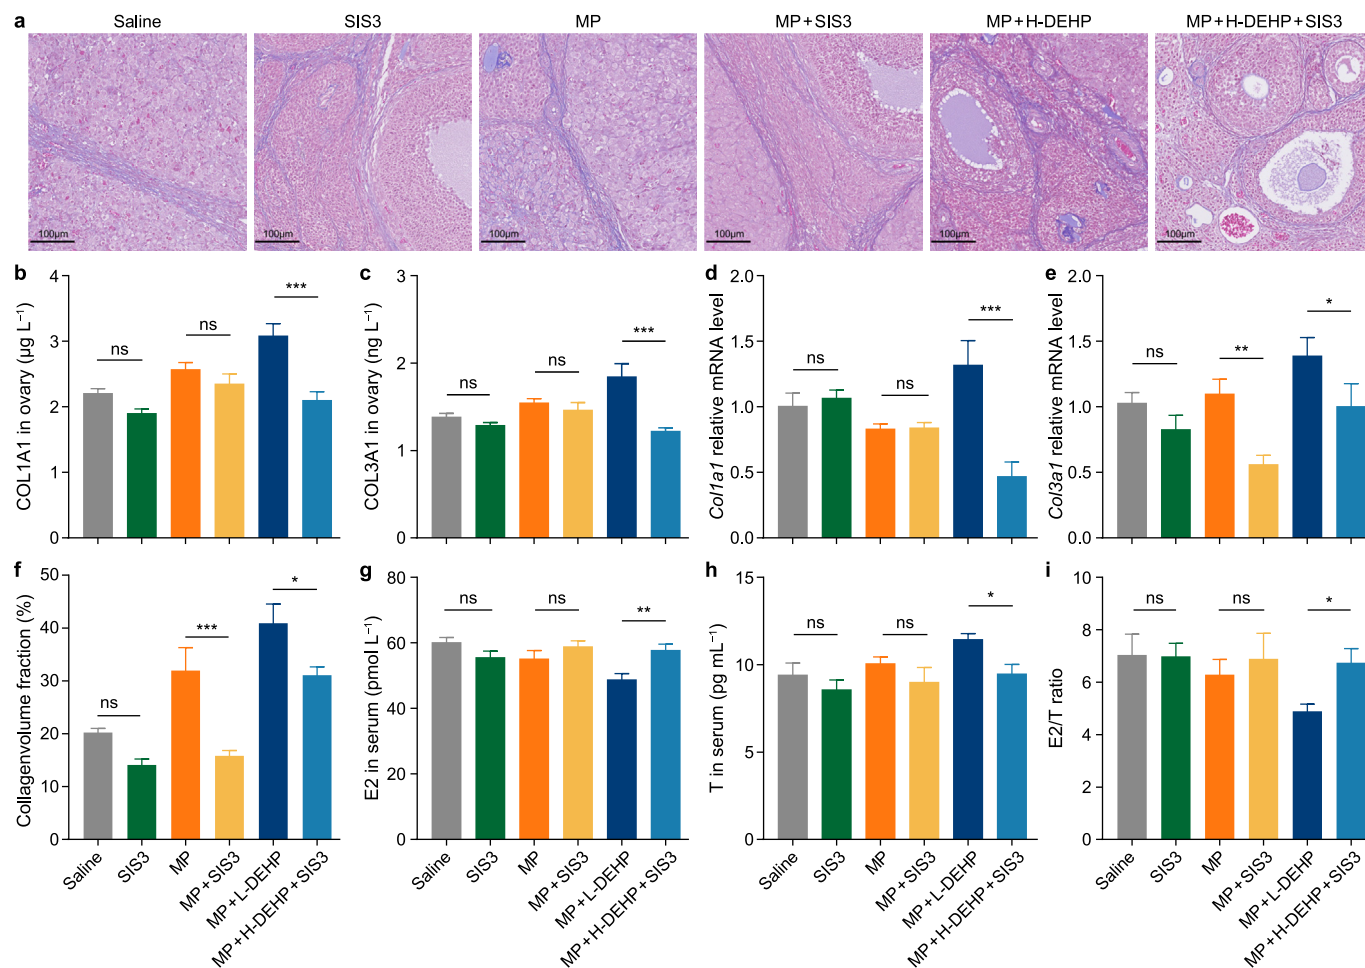 a
Saline
SIS3
MP
MP+SIS3
MP+H-DEHP
MP+H-DEHP+SIS3
100μm
100μm
100μm
100μm
100μm
100μm
b
COL1A1 in ovary (μg L⁻¹)
4
3
2
1
0
ns
ns
***
c
COL3A1 in ovary (ng L⁻¹)
3
2
1
0
ns
ns
***
d
Col1a1 relative mRNA level
2.0
1.5
1.0
0.5
0.0
ns
ns
***
e
Col3a1 relative mRNA level
2.0
1.5
1.0
0.5
0.0
ns
**
*
f
Collagenvolume fraction (%)
50
40
30
20
10
0
ns
***
*
Saline
SIS3
MP
MP+SIS3
MP+L-DEHP
MP+H-DEHP+SIS3
g
E2 in serum (pmol L⁻¹)
80
60
40
20
0
ns
ns
**
Saline
SIS3
MP
MP+SIS3
MP+L-DEHP
MP+H-DEHP+SIS3
h
T in serum (pg mL⁻¹)
15
10
5
0
ns
ns
*
Saline
SIS3
MP
MP+SIS3
MP+L-DEHP
MP+H-DEHP+SIS3
i
E2/T ratio
10
8
6
4
2
0
ns
ns
*
Saline
SIS3
MP
MP+SIS3
MP+L-DEHP
MP+H-DEHP+SIS3